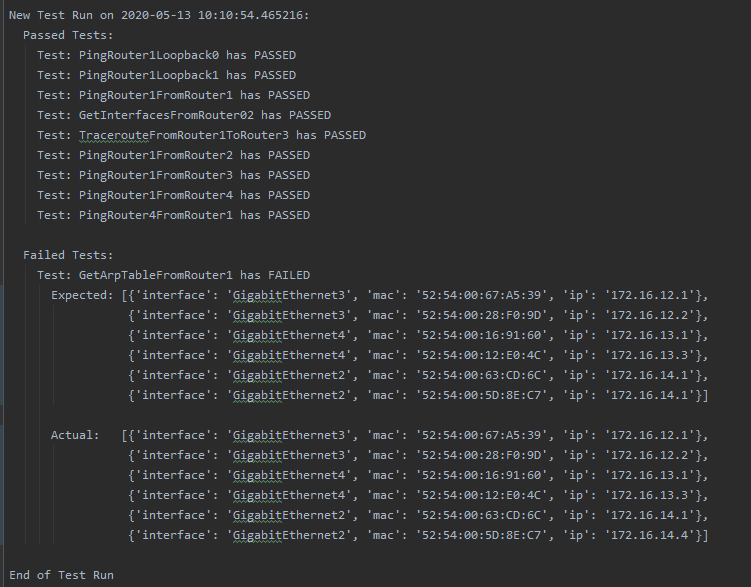 New Test Run on 2020-05-13 10:10:54.465216:
Passed Tests:
Test: PingRouter1Loopback0 has PASSED
Test: PingRouter1Loopback1 has PASSED
Test: PingRouter1FromRouter1 has PASSED
Test: GetInterfacesFromRouter02 has PASSED
Test: TracerouteFromRouter1ToRouter3 has PASSED
Test: PingRouter1FromRouter2 has PASSED
Test: PingRouter1FromRouter3 has PASSED
Test: PingRouter1FromRouter4 has PASSED
Test: PingRouter4FromRouter1 has PASSED
Failed Tests:
Test: GetArpTableFromRouter1 has FAILED
Expected: [{'interface': 'GigabitEthernet3', 'mac': '52:54:00:67:A5:39', 'ip': '172.16.12.1'},
{'interface': 'GigabitEthernet3', 'mac': '52:54:00:28:F0:9D', 'ip': '172.16.12.2'},
{'interface': 'GigabitEthernet4', 'mac': '52:54:00:16:91:60', 'ip': '172.16.13.1'},
{'interface': 'GigabitEthernet4', 'mac': '52:54:00:12:E0:4C', 'ip': '172.16.13.3'},
{'interface': 'GigabitEthernet2', 'mac': '52:54:00:63:CD:6C', 'ip': '172.16.14.1'},
{'interface': 'GigabitEthernet2', 'mac': '52:54:00:5D:8E:C7', 'ip': '172.16.14.1'}]
Actual: [{'interface': 'GigabitEthernet3', 'mac': '52:54:00:67:A5:39', 'ip': '172.16.12.1'},
{'interface': 'GigabitEthernet3', 'mac': '52:54:00:28:F0:9D', 'ip': '172.16.12.2'},
{'interface': 'GigabitEthernet4', 'mac': '52:54:00:16:91:60', 'ip': '172.16.13.1'},
{'interface': 'GigabitEthernet4', 'mac': '52:54:00:12:E0:4C', 'ip': '172.16.13.3'},
{'interface': 'GigabitEthernet2', 'mac': '52:54:00:63:CD:6C', 'ip': '172.16.14.1'},
{'interface': 'GigabitEthernet2', 'mac': '52:54:00:5D:8E:C7', 'ip': '172.16.14.4'}]
End of Test Run